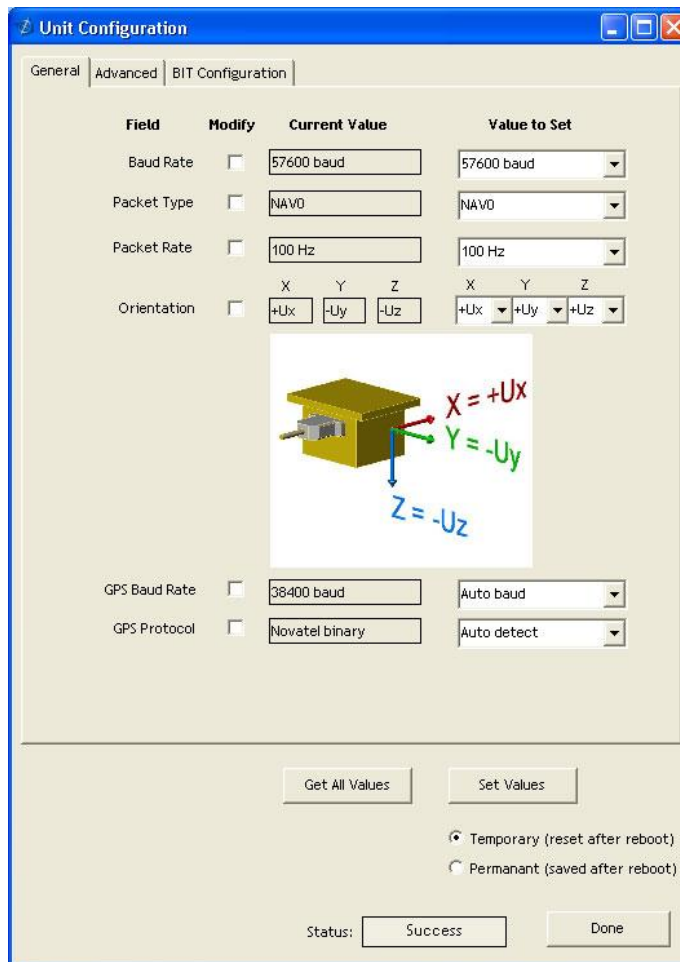 Unit Configuration
General Advanced BIT Configuration
Field Modify Current Value Value to Set
Baud Rate 57600 baud 57600 baud
Packet Type NAV0 NAV0
Packet Rate 100 Hz 100 Hz
X Y Z X Y Z
Orientation +Ux -Uy -Uz +Ux +Uy +Uz
X = +Ux
Y = -Uy
Z = -Uz
GPS Baud Rate 38400 baud Auto baud
GPS Protocol Novatel binary Auto detect
Get All Values Set Values
Temporary (reset after reboot)
Permanant (saved after reboot)
Status: Success Done